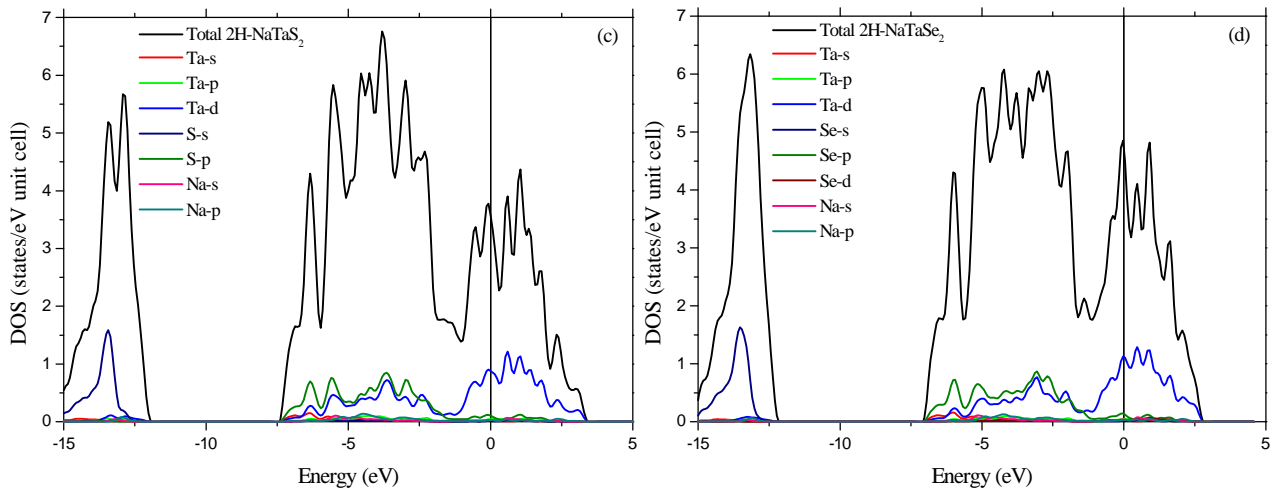 7
6
5
4
3
2
1
0
DOS (states/eV unit cell)
(c)
Total 2H-NaTaS2
Ta-s
Ta-p
Ta-d
S-s
S-p
Na-s
Na-p
-15
-10
-5
0
5
Energy (eV)
7
6
5
4
3
2
1
0
DOS (states/eV unit cell)
(d)
Total 2H-NaTaSe2
Ta-s
Ta-p
Ta-d
Se-s
Se-p
Se-d
Na-s
Na-p
-15
-10
-5
0
5
Energy (eV)